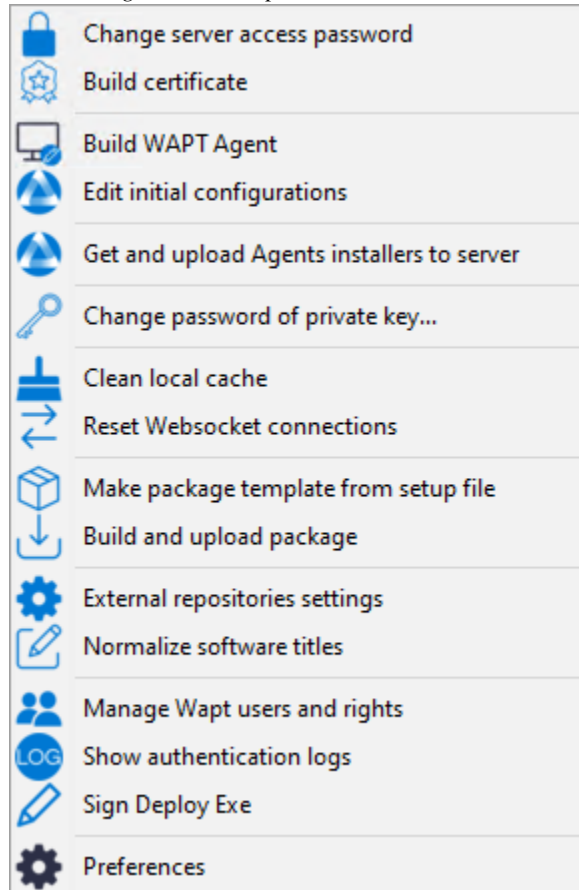 Change server access password
Build certificate
Build WAPT Agent
Edit initial configurations
Get and upload Agents installers to server
Change password of private key...
Clean local cache
Reset Websocket connections
Make package template from setup file
Build and upload package
External repositories settings
Normalize software titles
Manage Wapt users and rights
LOG Show authentication logs
Sign Deploy Exe
Preferences